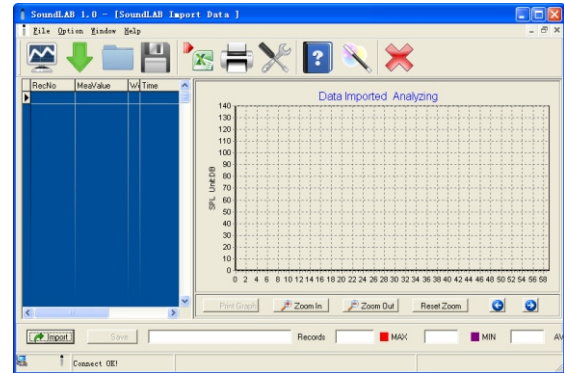 SoundLAB 1.0 - [SoundLAB Import Data ]
File Option Window Help
RecNo MeaValue W Time
Data Imported Analyzing
SPL Unit:DB
140
130
120
110
100
90
80
70
60
50
40
30
20
10
0
0 2 4 6 8 10 12 14 16 18 20 22 24 26 28 30 32 34 36 38 40 42 44 46 48 50 52 54 56 58
Print Graph Zoom In Zoom Out Reset Zoom
Import Save Records MAX MIN AV
Connect OK!